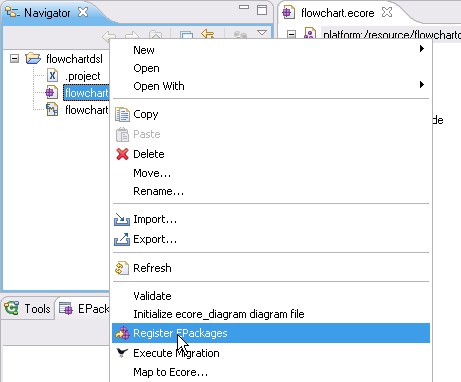 Navigator
flowchart.ecore
flowchartdsl
.project
flowchart
flowchart
platform:/resource/flowchart
New
Open
Open With
Copy
Paste
Delete
Move...
Rename...
Import...
Export...
Refresh
Validate
Initialize ecore_diagram diagram file
Register EPackages
Execute Migration
Map to Ecore...
Tools
EPack
de